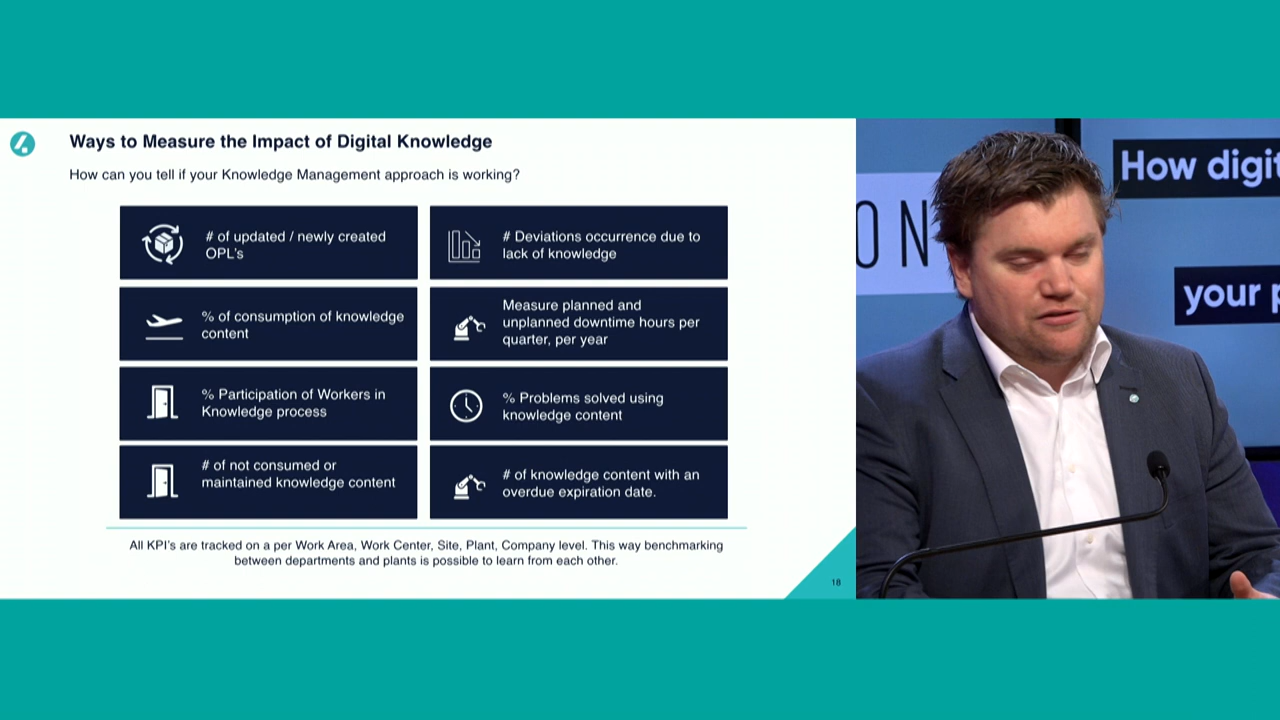 Ways to Measure the Impact of Digital Knowledge
How can you tell if your Knowledge Management approach is working?
# of updated / newly created
OPL's
# Deviations occurrence due to
lack of knowledge
% of consumption of knowledge
content
Measure planned and
unplanned downtime hours per
quarter, per year
% Participation of Workers in
Knowledge process
% Problems solved using
knowledge content
# of not consumed or
maintained knowledge content
# of knowledge content with an
overdue expiration date.
All KPI's are tracked on a per Work Area, Work Center, Site, Plant, Company level. This way benchmarking
between departments and plants is possible to learn from each other.
18
ON
How digit
your p